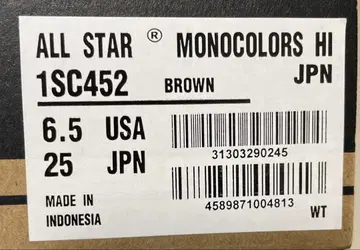 ALL STAR ® MONOCOLORS HI
JPN
1SC452 BROWN
6.5 USA
25 JPN
31303290245
MADE IN
INDONESIA
4589871004813
WT